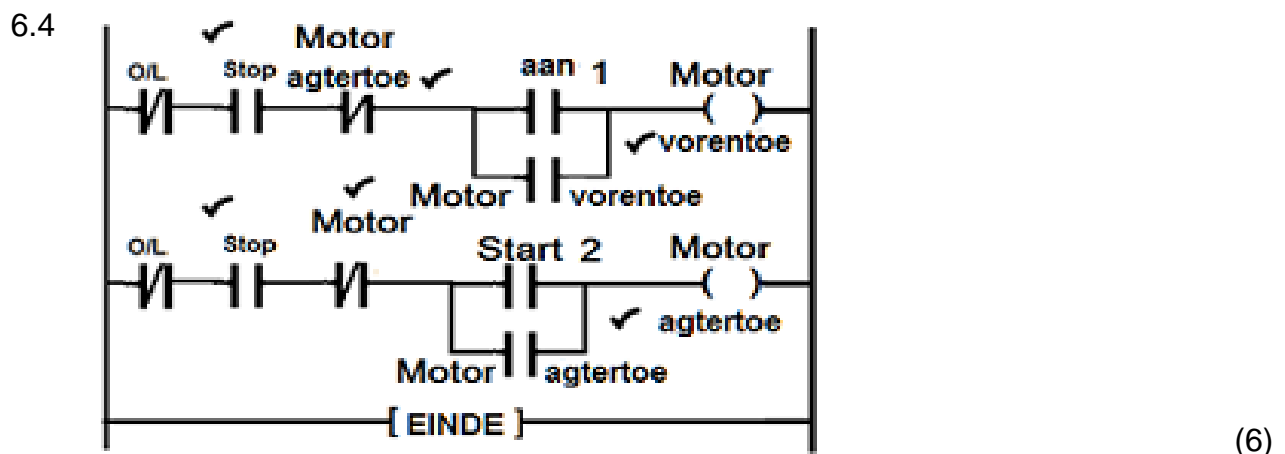 6.4
Motor
O/L. Stop agtertoe aan 1 Motor
vorentoe
Motor vorentoe
Motor
O/L. Stop Start 2 Motor
agtertoe
Motor agtertoe
[ EINDE ]
(6)